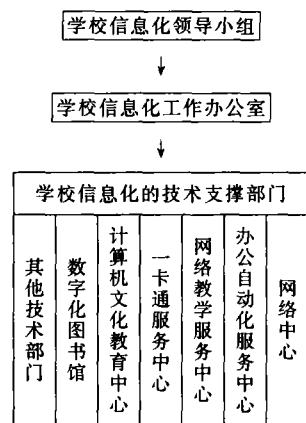 学校信息化领导小组
学校信息化工作办公室
学校信息化的技术支撑部门
其他技术部门
数字化图书馆
计算机文化教育中心
一卡通服务中心
网络教学服务中心
办公自动化服务中心
网络中心